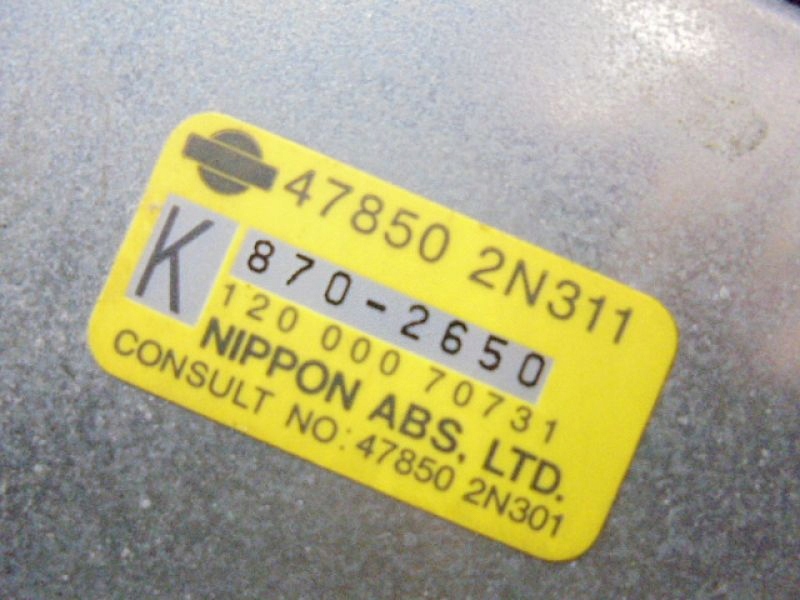 47850 2N311
K
870-2650
120 000 70731
NIPPON ABS, LTD.
CONSULT NO: 47850 2N301